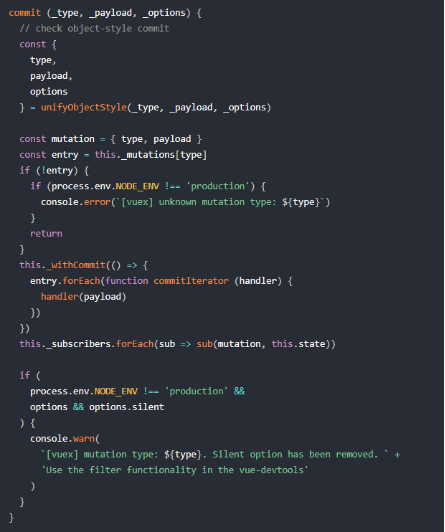 commit (_type, _payload, _options) {
  // check object-style commit
  const {
    type,
    payload,
    options
  } = unifyObjectStyle(_type, _payload, _options)

  const mutation = { type, payload }
  const entry = this._mutations[type]
  if (!entry) {
    if (process.env.NODE_ENV !== 'production') {
      console.error(`[vuex] unknown mutation type: ${type}`)
    }
    return
  }
  this._withCommit(() => {
    entry.forEach(function commitIterator (handler) {
      handler(payload)
    })
  })
  this._subscribers.forEach(sub => sub(mutation, this.state))

  if (
    process.env.NODE_ENV !== 'production' &&
    options && options.silent
  ) {
    console.warn(
      `[vuex] mutation type: ${type}. Silent option has been removed. ` +
      'Use the filter functionality in the vue-devtools'
    )
  }
}